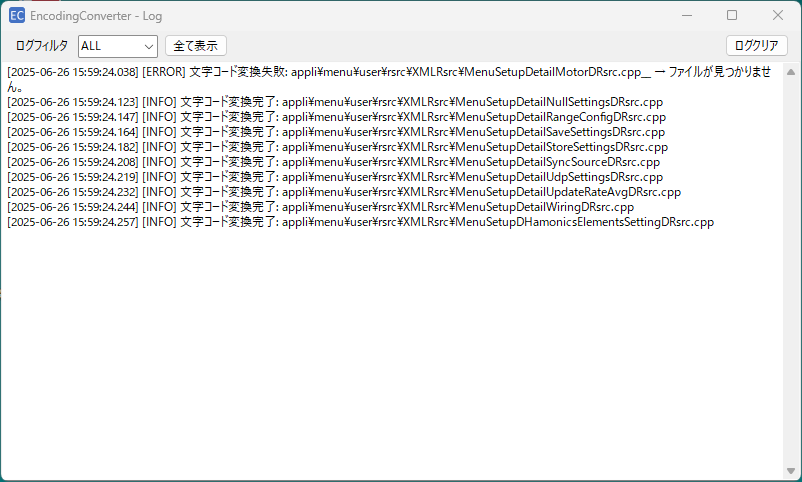 EC EncodingConverter - Log
ログフィルタ ALL 全て表示 ログクリア
[2025-06-26 15:59:24.038] [ERROR] 文字コード変換失敗: appli¥menu¥user¥rsrc¥XMLRsrc¥MenuSetupDetailMotorDRsrc.cpp__ → ファイルが見つかりませ
ん。
[2025-06-26 15:59:24.123] [INFO] 文字コード変換完了: appli¥menu¥user¥rsrc¥XMLRsrc¥MenuSetupDetailNullSettingsDRsrc.cpp
[2025-06-26 15:59:24.147] [INFO] 文字コード変換完了: appli¥menu¥user¥rsrc¥XMLRsrc¥MenuSetupDetailRangeConfigDRsrc.cpp
[2025-06-26 15:59:24.164] [INFO] 文字コード変換完了: appli¥menu¥user¥rsrc¥XMLRsrc¥MenuSetupDetailSaveSettingsDRsrc.cpp
[2025-06-26 15:59:24.182] [INFO] 文字コード変換完了: appli¥menu¥user¥rsrc¥XMLRsrc¥MenuSetupDetailStoreSettingsDRsrc.cpp
[2025-06-26 15:59:24.208] [INFO] 文字コード変換完了: appli¥menu¥user¥rsrc¥XMLRsrc¥MenuSetupDetailSyncSourceDRsrc.cpp
[2025-06-26 15:59:24.219] [INFO] 文字コード変換完了: appli¥menu¥user¥rsrc¥XMLRsrc¥MenuSetupDetailUdpSettingsDRsrc.cpp
[2025-06-26 15:59:24.232] [INFO] 文字コード変換完了: appli¥menu¥user¥rsrc¥XMLRsrc¥MenuSetupDetailUpdateRateAvgDRsrc.cpp
[2025-06-26 15:59:24.244] [INFO] 文字コード変換完了: appli¥menu¥user¥rsrc¥XMLRsrc¥MenuSetupDetailWiringDRsrc.cpp
[2025-06-26 15:59:24.257] [INFO] 文字コード変換完了: appli¥menu¥user¥rsrc¥XMLRsrc¥MenuSetupDHamonicsElementsSettingDRsrc.cpp